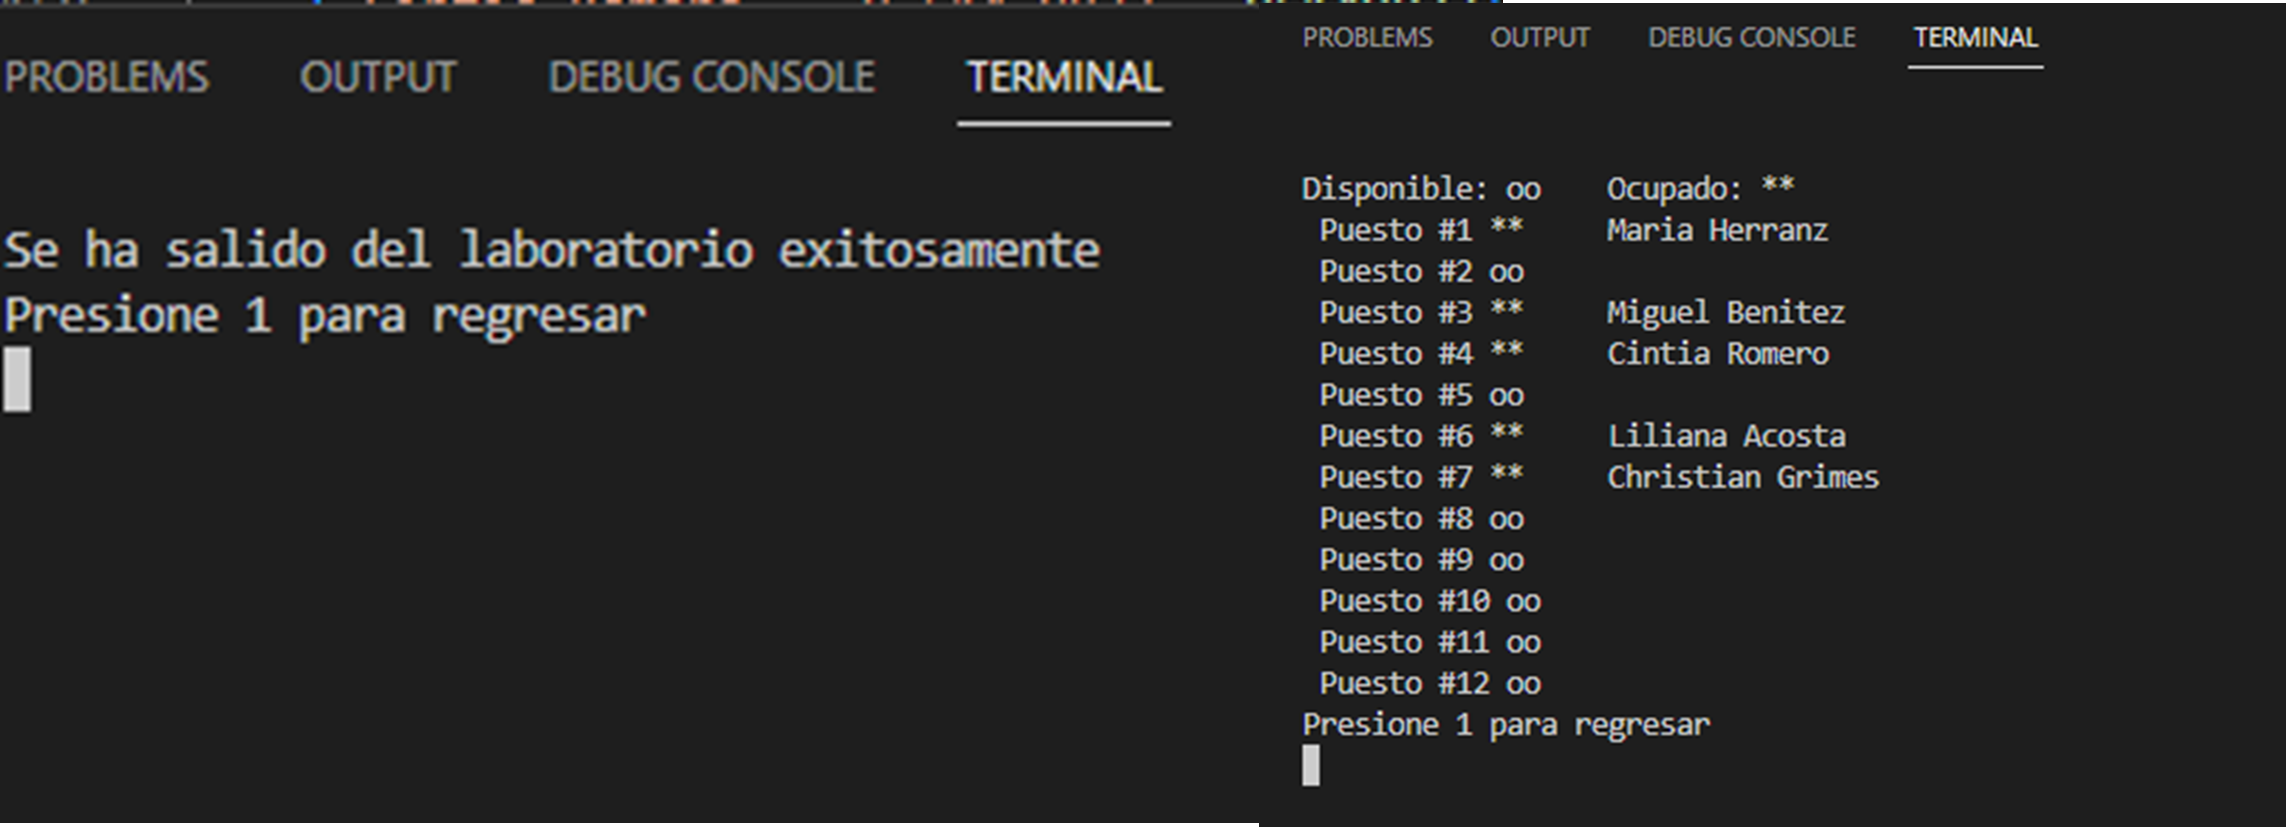 PROBLEMS OUTPUT DEBUG CONSOLE TERMINAL
Se ha salido del laboratorio exitosamente
Presione 1 para regresar
PROBLEMS OUTPUT DEBUG CONSOLE TERMINAL
Disponible: oo Ocupado: **
Puesto #1 ** Maria Herranz
Puesto #2 oo
Puesto #3 ** Miguel Benitez
Puesto #4 ** Cintia Romero
Puesto #5 oo
Puesto #6 ** Liliana Acosta
Puesto #7 ** Christian Grimes
Puesto #8 oo
Puesto #9 oo
Puesto #10 oo
Puesto #11 oo
Puesto #12 oo
Presione 1 para regresar